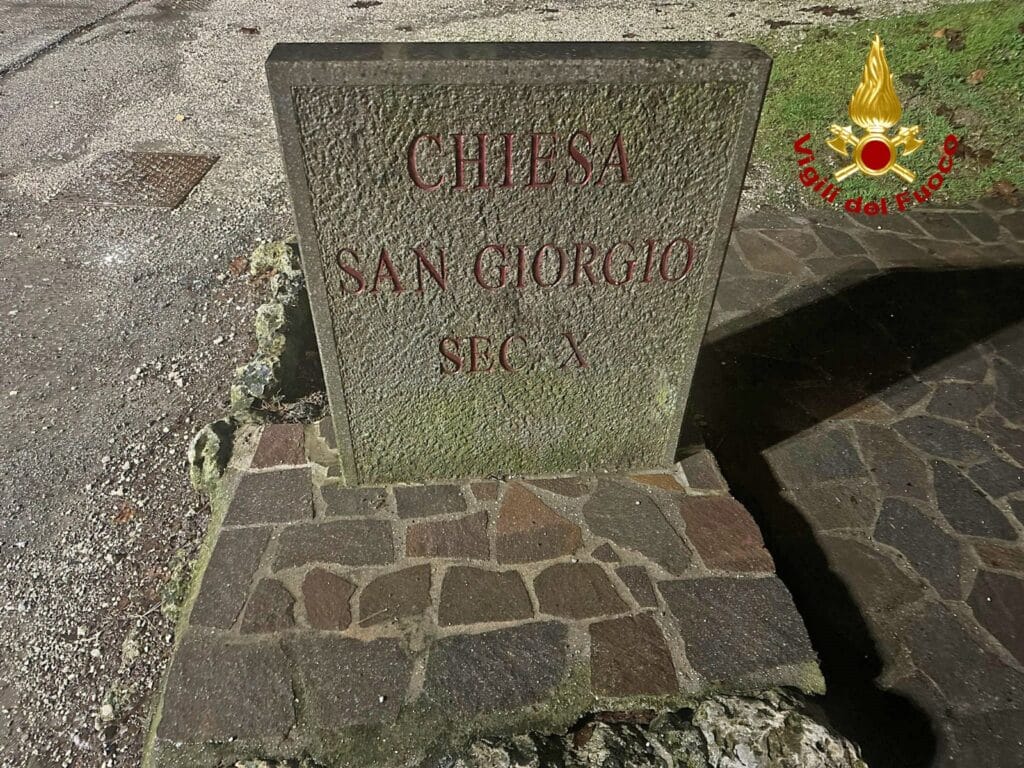 CHIESA
SAN GIORGIO
SEC. X
Vigili del Fuoco